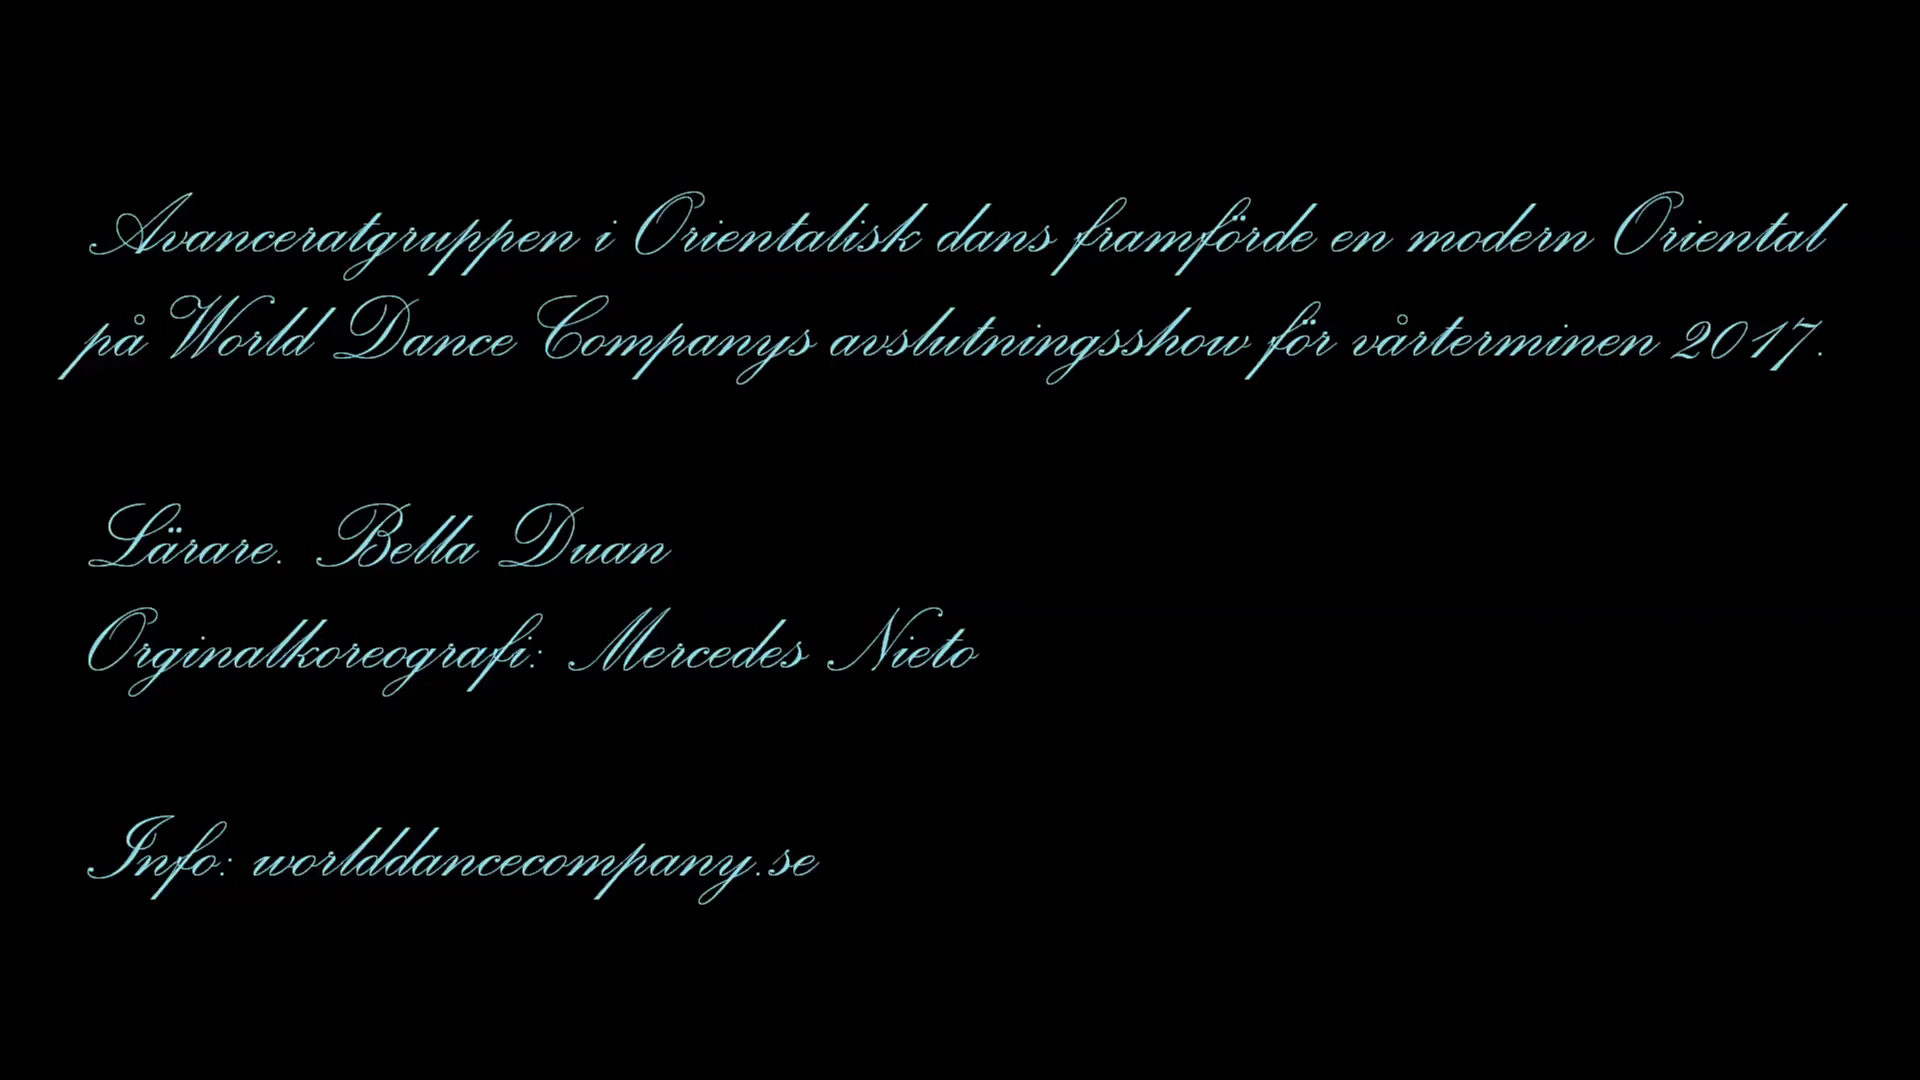 Avanceratgruppen i Orientalisk dans framförde en modern Oriental
på World Dance Companys avslutningsshow för vårterminen 2017.
Lärare. Bella Duan
Orginalkoreografi: Mercedes Nieto
Info: worlddancecompany.se